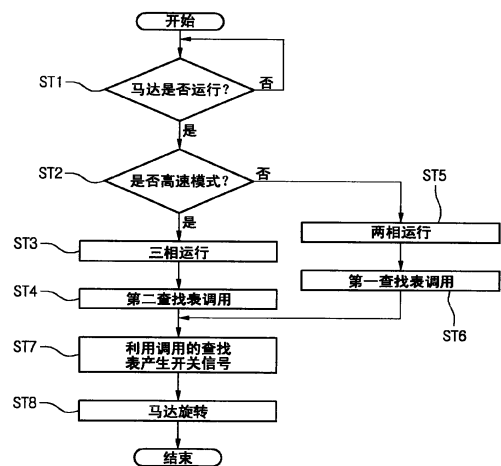 开始
ST1
马达是否运行？
否
是
ST2
是否高速模式？
否
是
ST5
两相运行
ST3
三相运行
第一查找表调用
ST4
第二查找表调用
ST6
ST7
利用调用的查找
表产生开关信号
ST8
马达旋转
结束